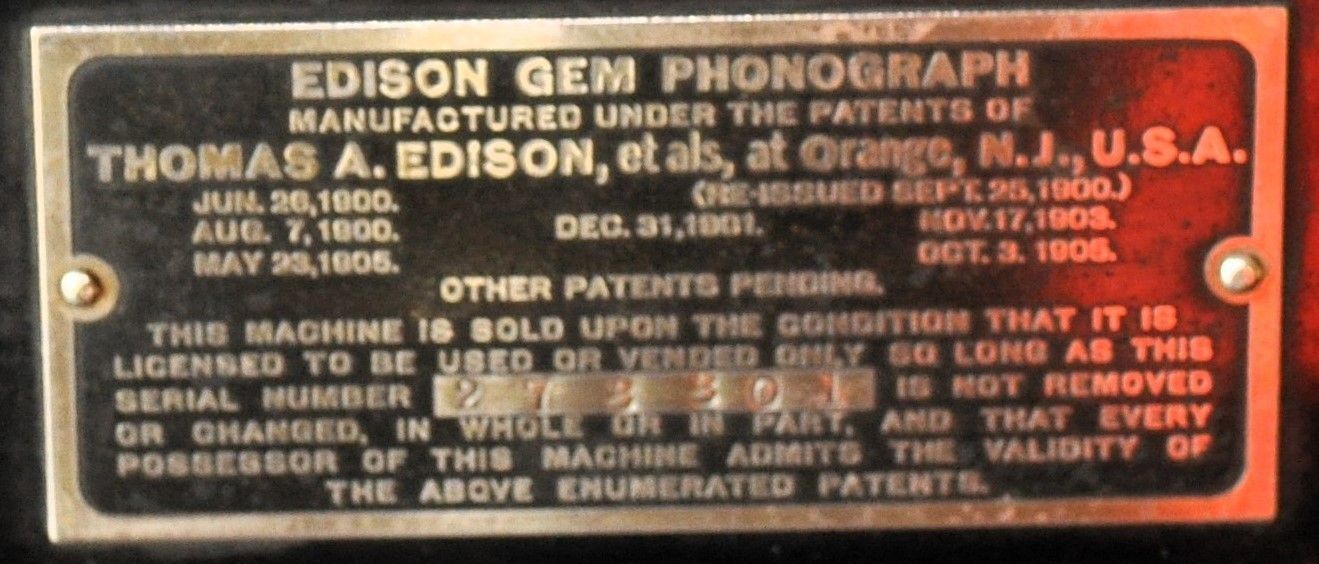 EDISON GEM PHONOGRAPH
MANUFACTURED UNDER THE PATENTS OF
THOMAS A. EDISON, et als, at Orange, N.J., U.S.A.
JUN. 26,1900. (RE-ISSUED SEPT. 25,1900.)
AUG. 7,1900. DEC. 31,1901. NOV.17,1903.
MAY 23,1905. OCT. 3. 1905.
OTHER PATENTS PENDING.
THIS MACHINE IS SOLD UPON THE CONDITION THAT IT IS
LICENSED TO BE USED OR VENDED ONLY SO LONG AS THIS
SERIAL NUMBER IS NOT REMOVED
OR CHANGED, IN WHOLE OR IN PART, AND THAT EVERY
POSSESSOR OF THIS MACHINE ADMITS THE VALIDITY OF
THE ABOVE ENUMERATED PATENTS.